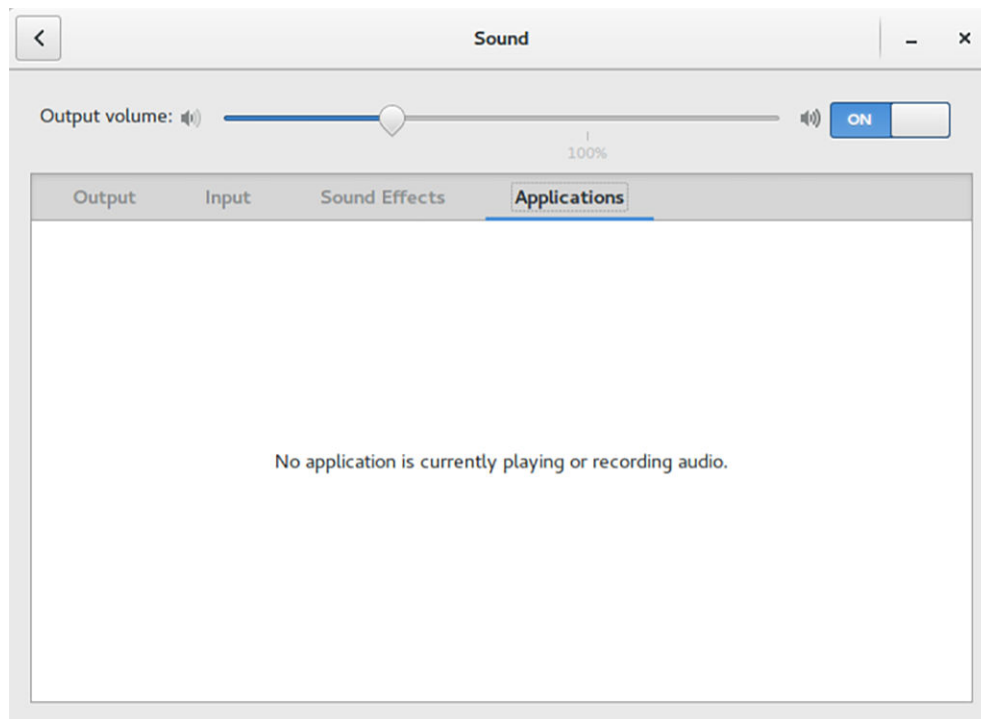 Sound
Output volume:
ON
100%
Output Input Sound Effects Applications
No application is currently playing or recording audio.